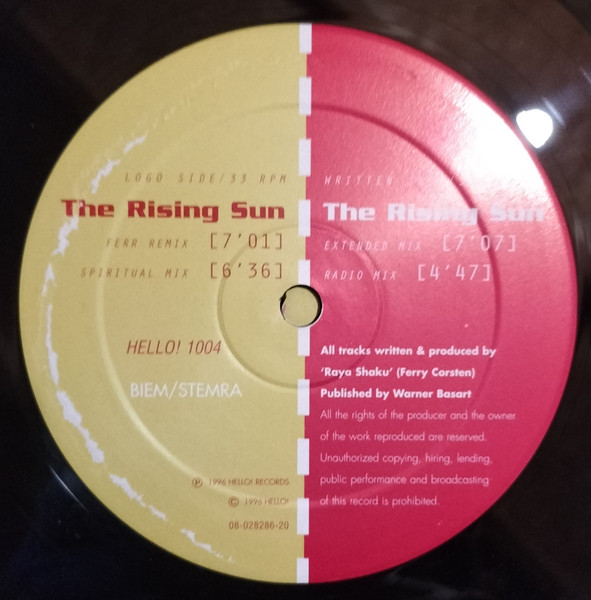 LOGO SIDE/33 RPM
The Rising Sun
FERR REMIX [7'01]
SPIRITUAL MIX [6'36]
HELLO! 1004
BIEM/STEMRA
℗ 1996 HELLO! RECORDS
© 1996 HELLO!
08-028286-20
WRITTEN
The Rising Sun
EXTENDED MIX [7'07]
RADIO MIX [4'47]
All tracks written & produced by
'Raya Shaku' (Ferry Corsten)
Published by Warner Basart
All the rights of the producer and the owner
of the work reproduced are reserved.
Unauthorized copying, hiring, lending,
public performance and broadcasting
of this record is prohibited.